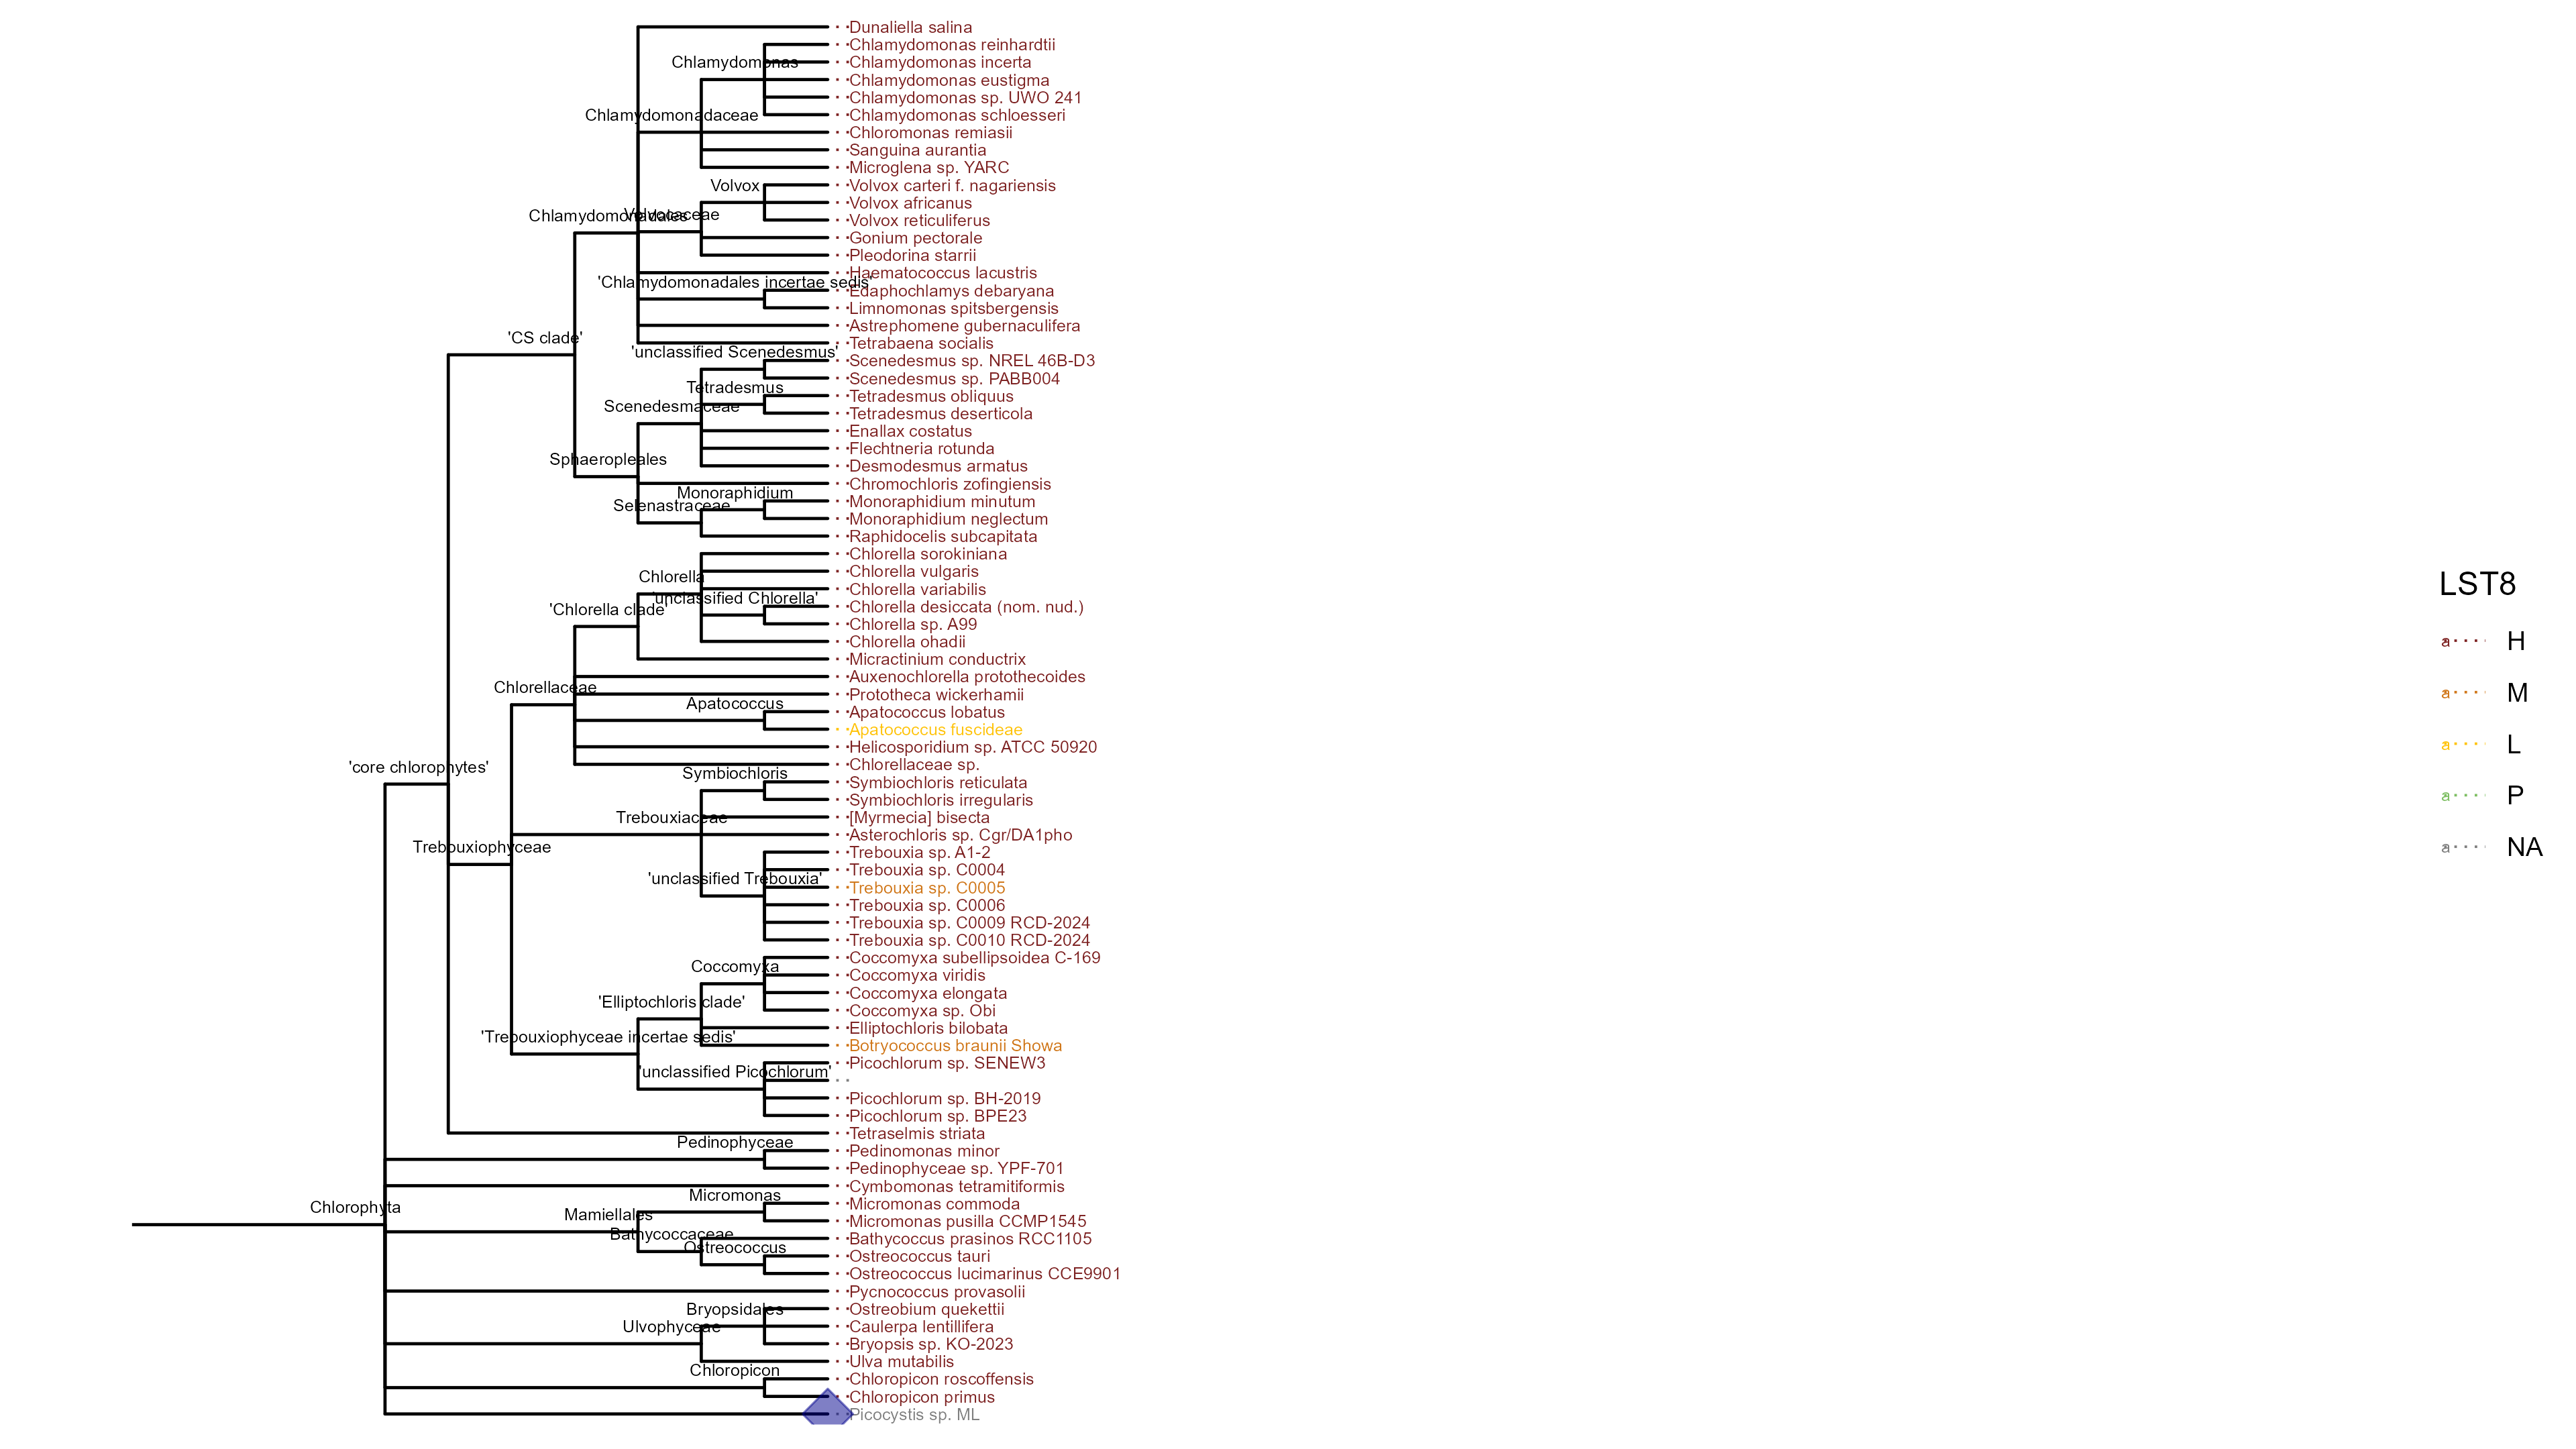 Dunaliella salina
Chlamydomonas reinhardtii
Chlamydomonas
Chlamydomonas incerta
Chlamydomonas eustigma
Chlamydomonas sp. UWO 241
Chlamydomonadaceae
Chlamydomonas schloesseri
Chloromonas remiasii
Sanguina aurantia
Microglena sp. YARC
Volvox
Volvox carteri f. nagariensis
Volvox africanus
Chlamydomonadales
Volvocaceae
Volvox reticuliferus
Gonium pectorale
Pleodorina starrii
Haematococcus lacustris
'Chlamydomonadales incertae sedis'
Edaphochlamys debaryana
Limnomonas spitsbergensis
Astrephomene gubernaculifera
'CS clade'
Tetrabaena socialis
'unclassified Scenedesmus'
Scenedesmus sp. NREL 46B-D3
Scenedesmus sp. PABB004
Tetradesmus
Tetradesmus obliquus
Scenedesmaceae
Tetradesmus deserticola
Enallax costatus
Flechtneria rotunda
Sphaeropleales
Desmodesmus armatus
Chromochloris zofingiensis
Monoraphidium
Monoraphidium minutum
Selenastraceae
Monoraphidium neglectum
Raphidocelis subcapitata
Chlorella sorokiniana
Chlorella
Chlorella vulgaris
Chlorella variabilis
'unclassified Chlorella'
'Chlorella clade'
Chlorella desiccata (nom. nud.)
Chlorella sp. A99
Chlorella ohadii
Micractinium conductrix
Auxenochlorella protothecoides
Chlorellaceae
Prototheca wickerhamii
Apatococcus
Apatococcus lobatus
Apatococcus fuscideae
Helicosporidium sp. ATCC 50920
'core chlorophytes'
Chlorellaceae sp.
Symbiochloris
Symbiochloris reticulata
Symbiochloris irregularis
Trebouxiaceae
[Myrmecia] bisecta
Asterochloris sp. Cgr/DA1pho
Trebouxiophyceae
Trebouxia sp. A1-2
Trebouxia sp. C0004
'unclassified Trebouxia'
Trebouxia sp. C0005
Trebouxia sp. C0006
Trebouxia sp. C0009 RCD-2024
Trebouxia sp. C0010 RCD-2024
Coccomyxa subellipsoidea C-169
Coccomyxa
Coccomyxa viridis
Coccomyxa elongata
'Elliptochloris clade'
Coccomyxa sp. Obi
Elliptochloris bilobata
'Trebouxiophyceae incertae sedis'
Botryococcus braunii Showa
Picochlorum sp. SENEW3
'unclassified Picochlorum'
Picochlorum sp. BH-2019
Picochlorum sp. BPE23
Tetraselmis striata
Pedinophyceae
Pedinomonas minor
Pedinophyceae sp. YPF-701
Cymbomonas tetramitiformis
Micromonas
Micromonas commoda
Chlorophyta
Mamiellales
Micromonas pusilla CCMP1545
Bathycoccaceae
Bathycoccus prasinos RCC1105
Ostreococcus
Ostreococcus tauri
Ostreococcus lucimarinus CCE9901
Pycnococcus provasolii
Bryopsidales
Ostreobium quekettii
Ulvophyceae
Caulerpa lentillifera
Bryopsis sp. KO-2023
Ulva mutabilis
Chloropicon
Chloropicon roscoffensis
Chloropicon primus
Picocystis sp. ML
LST8
a H
a M
a L
a P
a NA